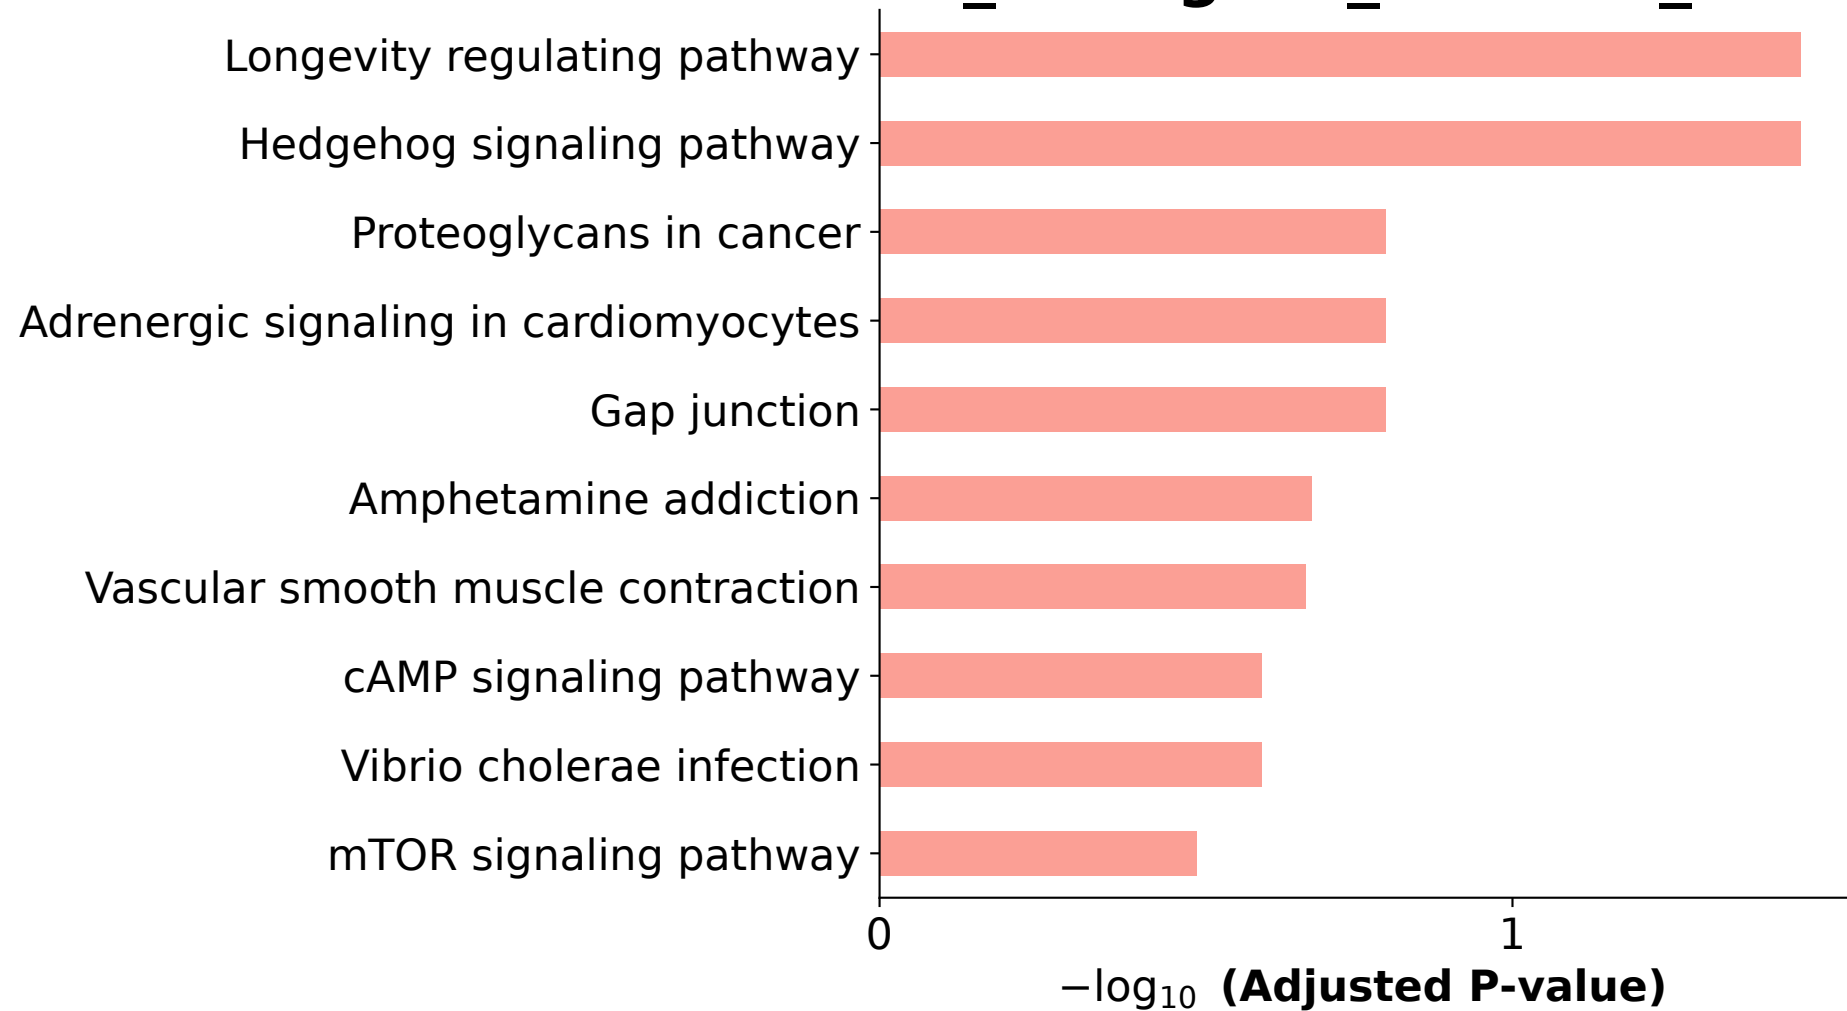 Longevity regulating pathway
Hedgehog signaling pathway
Proteoglycans in cancer
Adrenergic signaling in cardiomyocytes
Gap junction
Amphetamine addiction
Vascular smooth muscle contraction
cAMP signaling pathway
Vibrio cholerae infection
mTOR signaling pathway
0 1
−log₁₀ (Adjusted P-value)